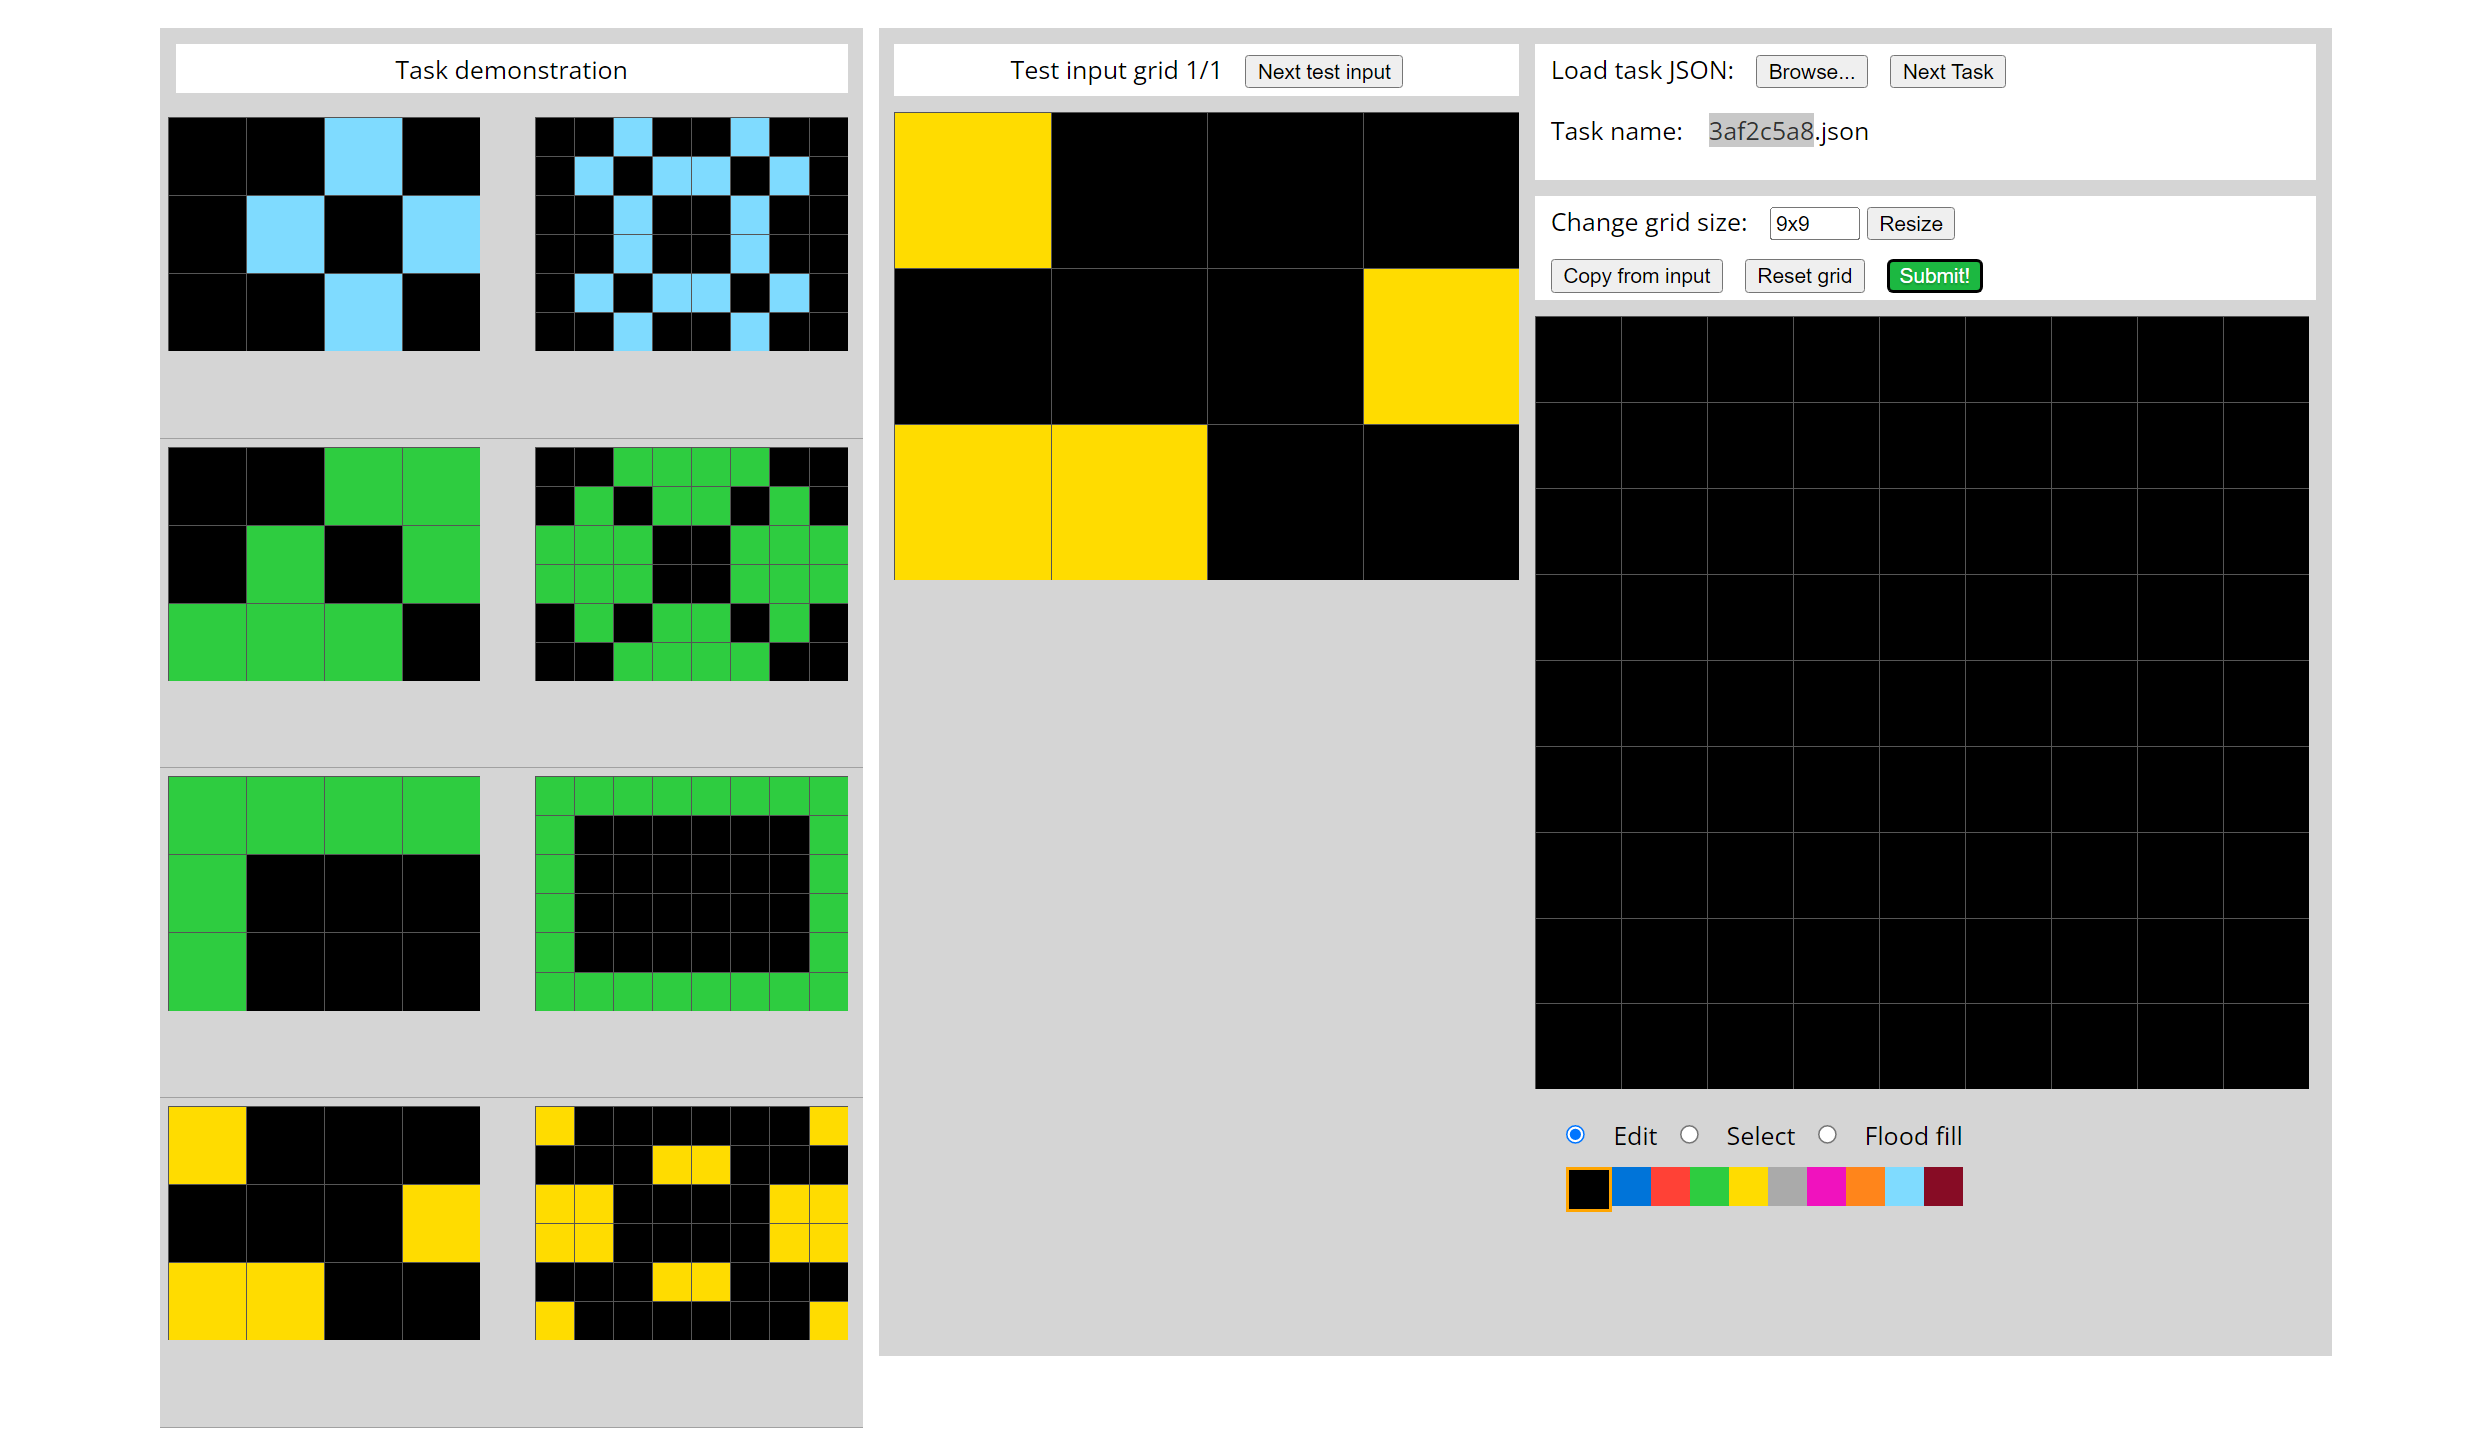 Task demonstration
Test input grid 1/1 Next test input
Load task JSON: Browse... Next Task
Task name: 3af2c5a8.json
Change grid size: 9x9 Resize
Copy from input Reset grid Submit!
Edit Select Flood fill